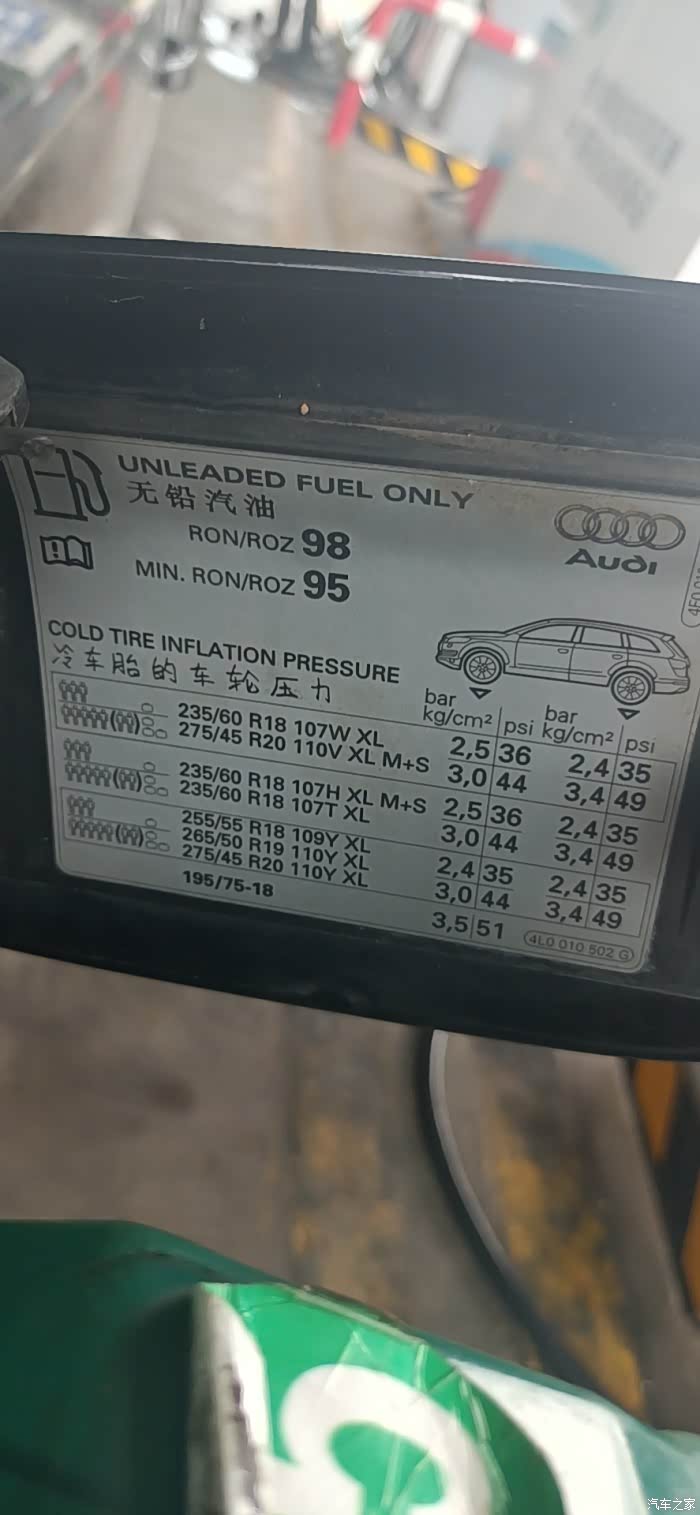 UNLEADED FUEL ONLY
无铅汽油
RON/ROZ 98
MIN. RON/ROZ 95
Audi
COLD TIRE INFLATION PRESSURE
冷车胎的车轮压力
bar kg/cm² psi bar kg/cm² psi
235/60 R18 107W XL 2,5 36 2,4 35
275/45 R20 110V XL M+S 3,0 44 3,4 49
235/60 R18 107H XL M+S 2,5 36 2,4 35
235/60 R18 107T XL 3,0 44 3,4 49
255/55 R18 109Y XL
265/50 R19 110Y XL 2,4 35 2,4 35
275/45 R20 110Y XL 3,0 44 3,4 49
195/75-18 3,5 51
4L0 010 502 G
汽车之家